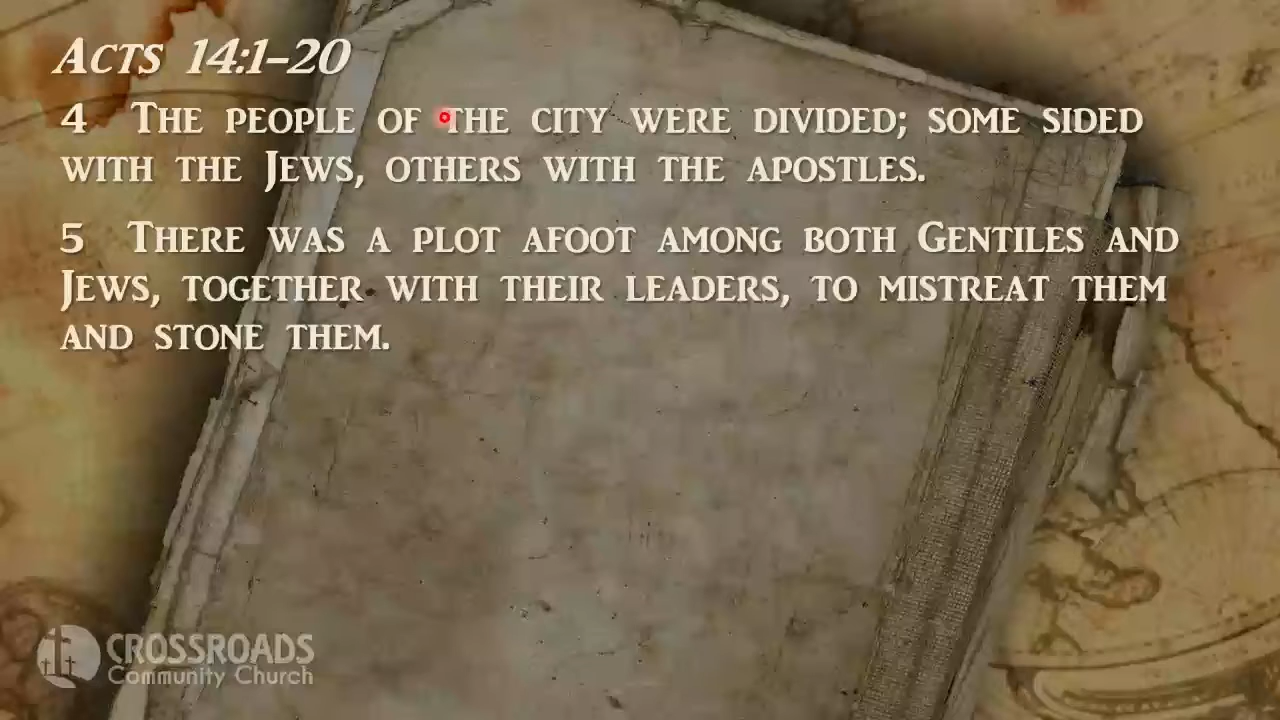 Acts 14:1-20
4 The people of the city were divided; some sided
with the Jews, others with the apostles.
5 There was a plot afoot among both Gentiles and
Jews, together with their leaders, to mistreat them
and stone them.
CROSSROADS
Community Church